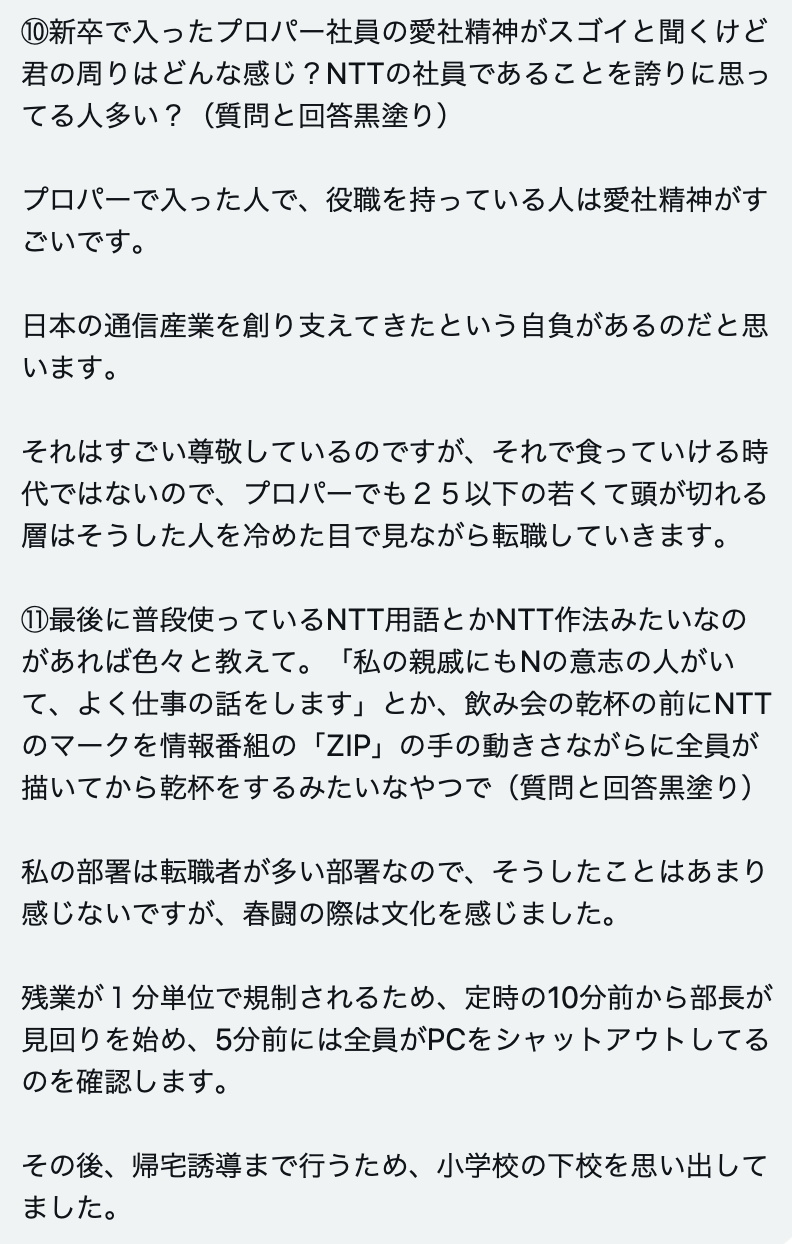 ⑩新卒で入ったプロパー社員の愛社精神がスゴイと聞くけど
君の周りはどんな感じ？NTTの社員であることを誇りに思っ
てる人多い？（質問と回答黒塗り）
プロパーで入った人で、役職を持っている人は愛社精神がす
ごいです。
日本の通信産業を創り支えてきたという自負があるのだと思
います。
それはすごい尊敬しているのですが、それで食っていける時
代ではないので、プロパーでも２５以下の若くて頭が切れる
層はそうした人を冷めた目で見ながら転職していきます。
⑪最後に普段使っているNTT用語とかNTT作法みたいなの
があれば色々と教えて。「私の親戚にもNの意志の人がい
て、よく仕事の話をします」とか、飲み会の乾杯の前にNTT
のマークを情報番組の「ZIP」の手の動きさながらに全員が
描いてから乾杯をするみたいなやつで（質問と回答黒塗り）
私の部署は転職者が多い部署なので、そうしたことはあまり
感じないですが、春闘の際は文化を感じました。
残業が１分単位で規制されるため、定時の10分前から部長が
見回りを始め、5分前には全員がPCをシャットアウトしてる
のを確認します。
その後、帰宅誘導まで行うため、小学校の下校を思い出して
ました。